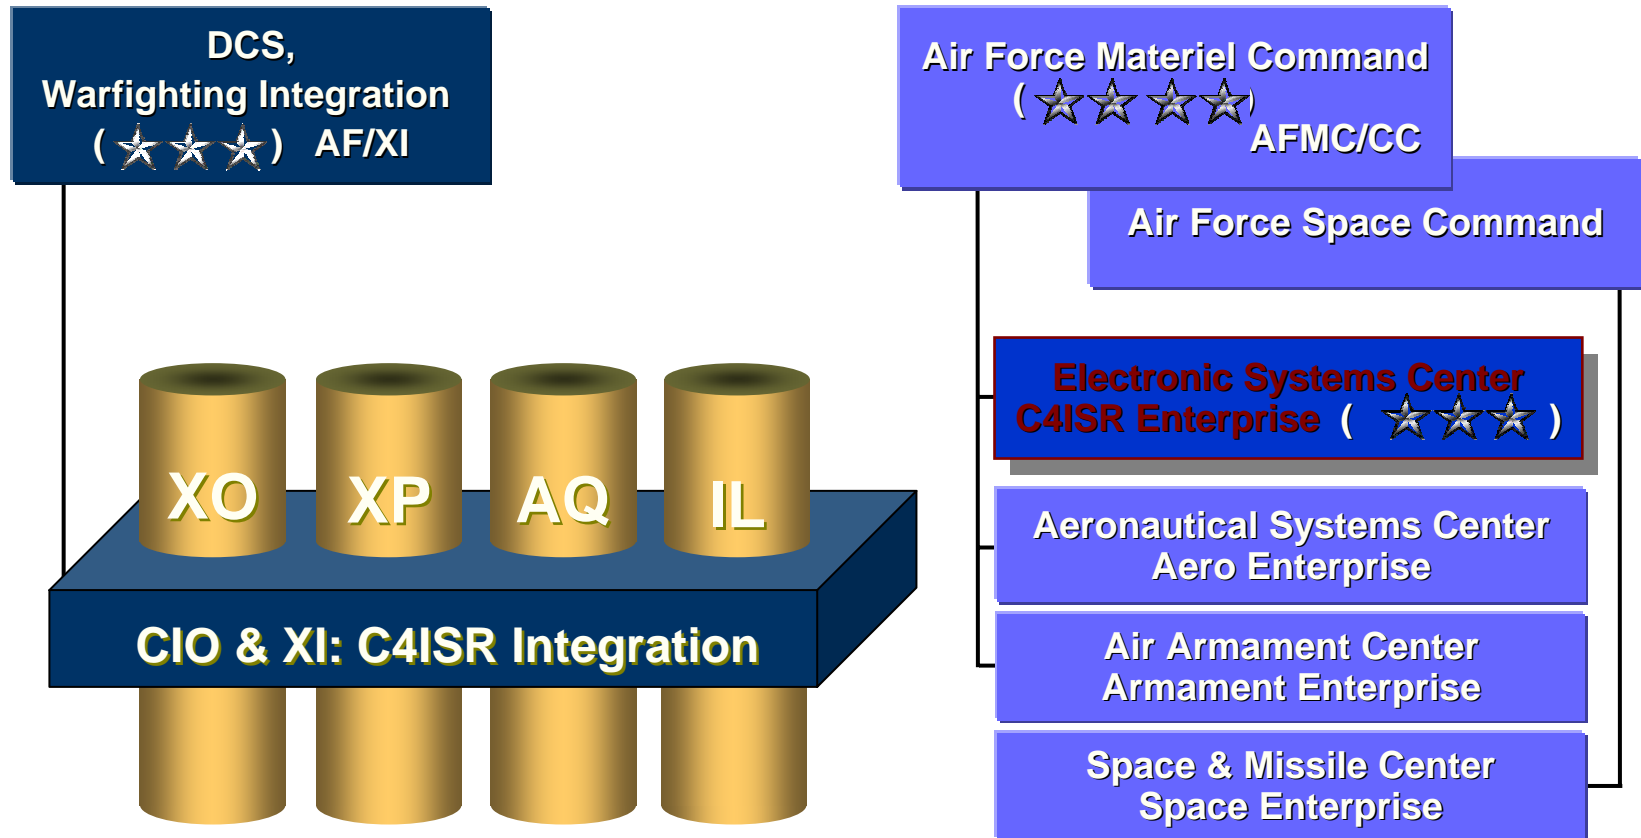 DCS,
Warfighting Integration
( ) AF/XI
XO
XP
AQ
IL
CIO & XI: C4ISR Integration
Air Force Materiel Command
( )
AFMC/CC
Air Force Space Command
Electronic Systems Center
C4ISR Enterprise ( )
Aeronautical Systems Center
Aero Enterprise
Air Armament Center
Armament Enterprise
Space & Missile Center
Space Enterprise